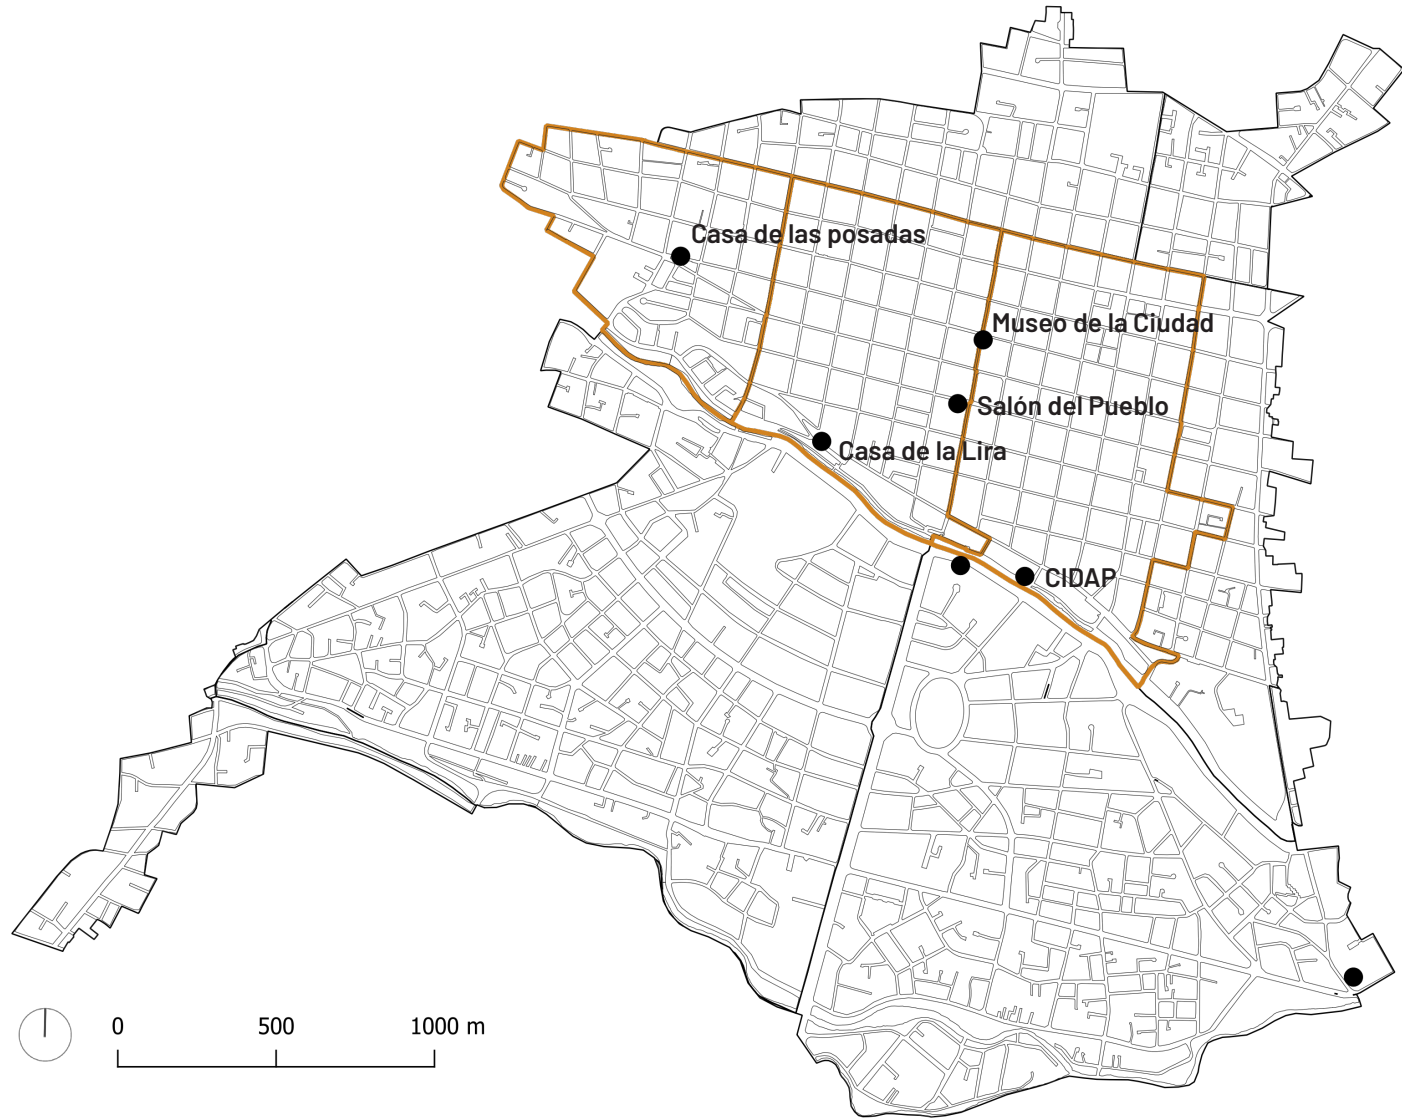 Casa de las posadas
Museo de la Ciudad
Salón del Pueblo
Casa de la Lira
CIDAP
0 500 1000 m